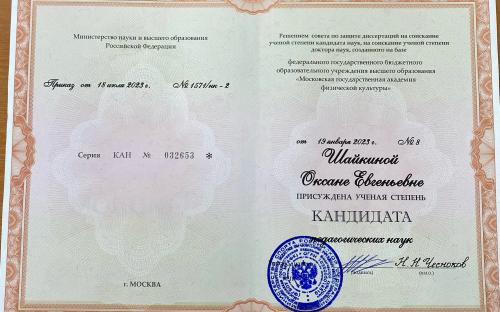 Министерство науки и высшего образования
Российской Федерации
Приказ от 18 июля 2023 г. № 1571/нк - 2
Серия КАН № 032653 *
г. МОСКВА
Решением совета по защите диссертаций на соискание
ученой степени кандидата наук, на соискание ученой степени
доктора наук, созданного на базе
федерального государственного бюджетного
образовательного учреждения высшего образования
«Московская государственная академия
физической культуры»
от 19 января 2023 г. № 8
Шайкиной
Оксане Евгеньевне
ПРИСУЖДЕНА УЧЕНАЯ СТЕПЕНЬ
КАНДИДАТА
педагогических наук
Н.Н Чесноков
(подпись) (и.о.)